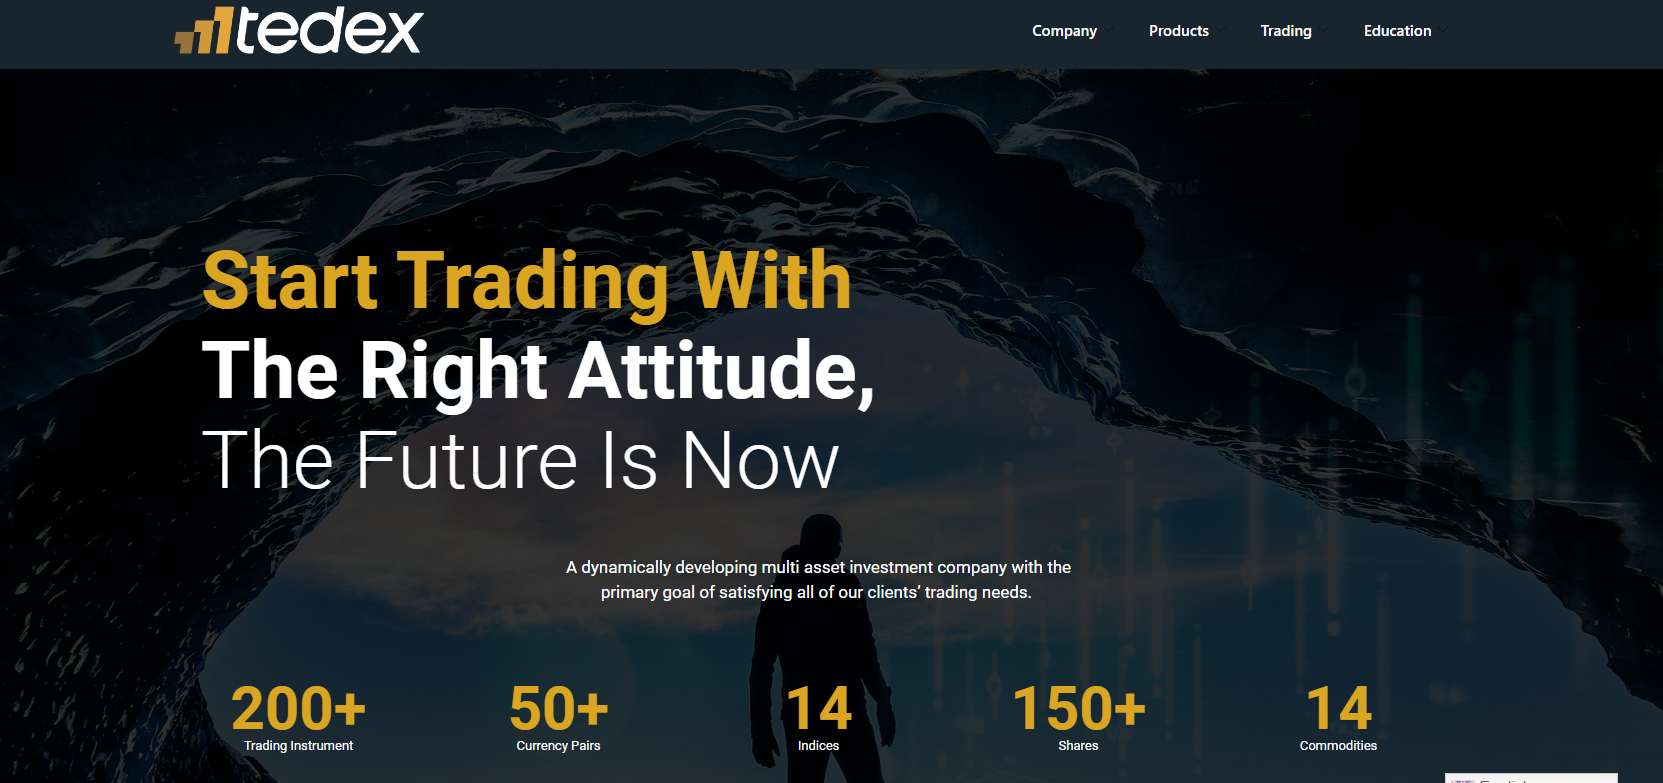 tedex
Company Products Trading Education
Start Trading With
The Right Attitude,
The Future Is Now
A dynamically developing multi asset investment company with the
primary goal of satisfying all of our clients' trading needs.
200+ 50+ 14 150+ 14
Trading Instrument Currency Pairs Indices Shares Commodities